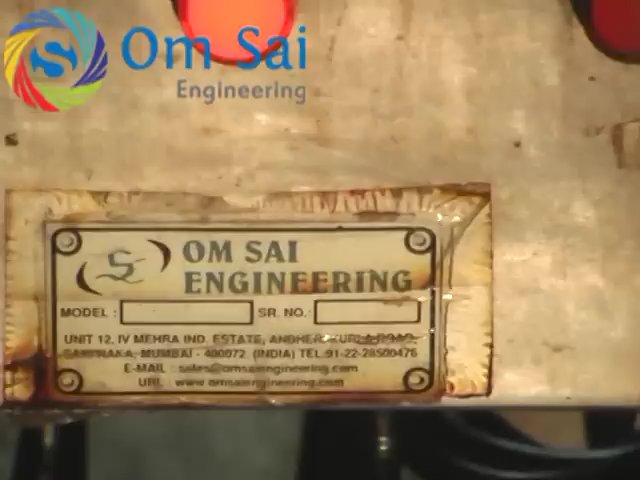 Om Sai
Engineering
OM SAI
ENGINEERING
MODEL : SR. NO.:
UNIT 12, IV MEHRA IND. ESTATE, ANDHERI KURLA ROAD,
SAKINAKA, MUMBAI - 400072. (INDIA) TEL.91-22-28500476
E-MAIL : sales@omsaiengineering.com
URL : www.omsaiengineering.com